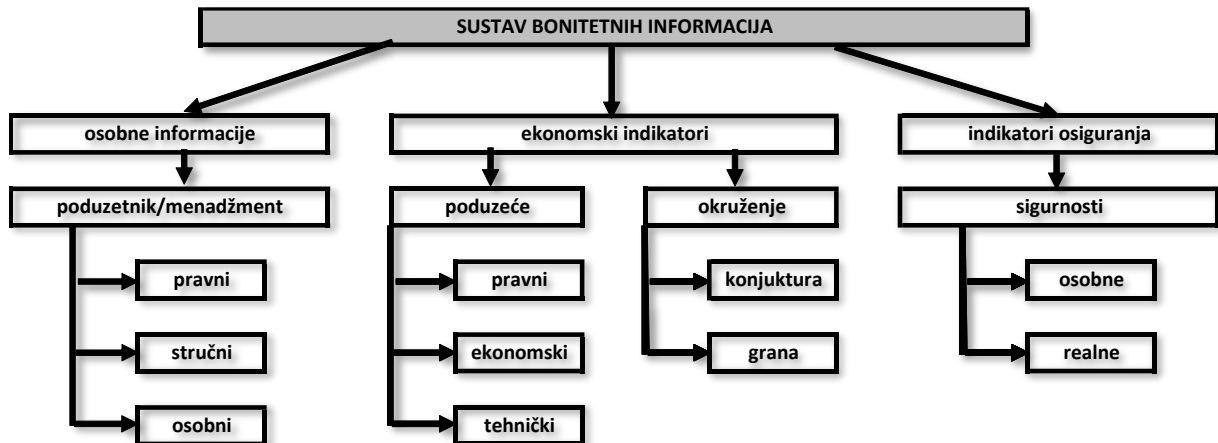 SUSTAV BONITETNIH INFORMACIJA
osobne informacije
ekonomski indikatori
indikatori osiguranja
poduzetnik/menadžment
poduzeće
okruženje
sigurnosti
pravni
pravni
konjuktura
osobne
stručni
ekonomski
grana
realne
osobni
tehnički